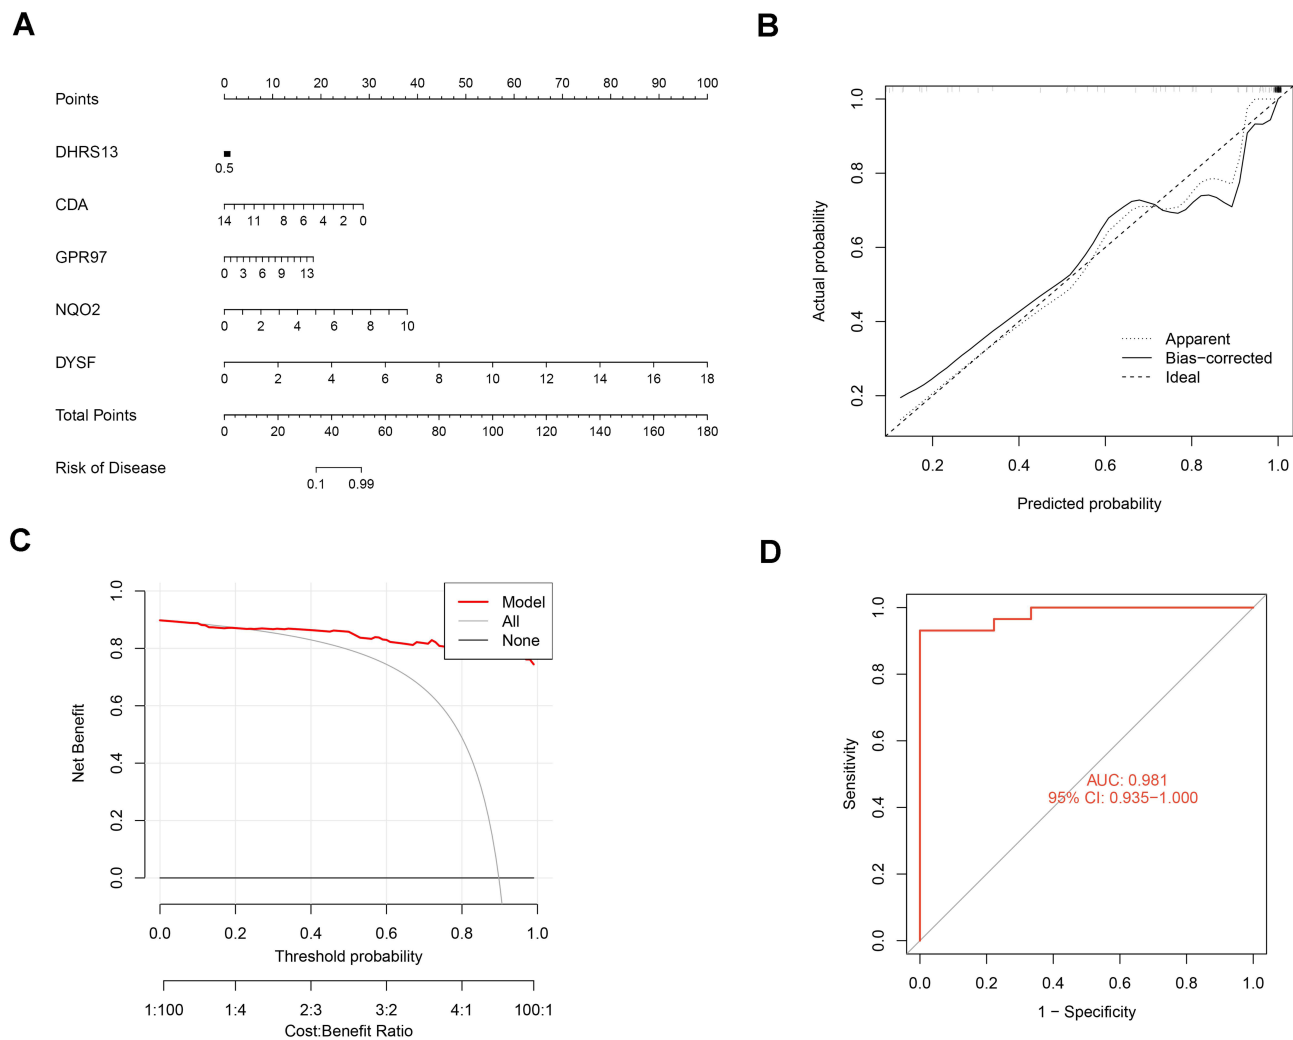 A
Points
0 10 20 30 40 50 60 70 80 90 100
DHRS13
0.5
CDA
14 11 8 6 4 2 0
GPR97
0 3 6 9 13
NQO2
0 2 4 6 8 10
DYSF
0 2 4 6 8 10 12 14 16 18
Total Points
0 20 40 60 80 100 120 140 160 180
Risk of Disease
0.1 0.99
B
Actual probability
1.0
0.8
0.6
0.4
0.2
Apparent
Bias−corrected
Ideal
0.2 0.4 0.6 0.8 1.0
Predicted probability
C
Net Benefit
1.0
0.8
0.6
0.4
0.2
0.0
Model
All
None
0.0 0.2 0.4 0.6 0.8 1.0
Threshold probability
1:100 1:4 2:3 3:2 4:1 100:1
Cost:Benefit Ratio
D
Sensitivity
1.0
0.8
0.6
0.4
0.2
0.0
AUC: 0.981
95% CI: 0.935−1.000
0.0 0.2 0.4 0.6 0.8 1.0
1 − Specificity